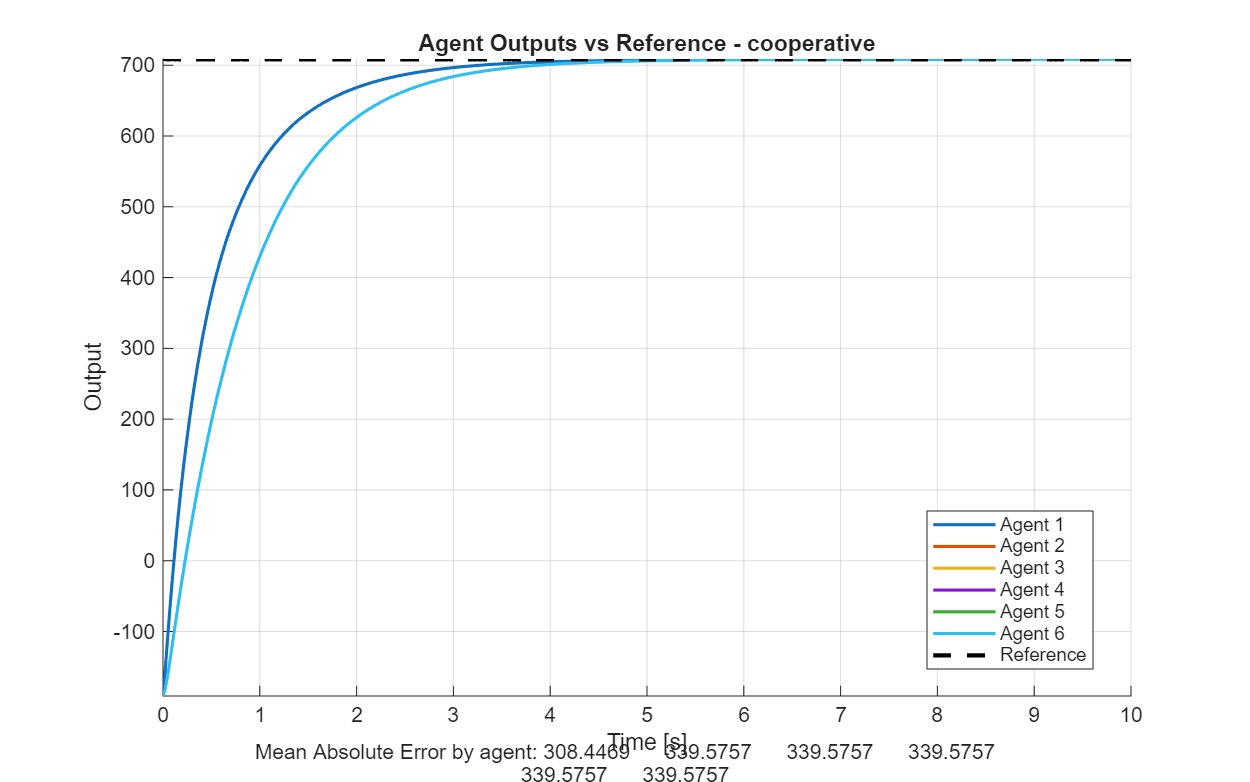 Agent Outputs vs Reference - cooperative
700
600
500
400
300
200
100
0
-100
Output
Agent 1
Agent 2
Agent 3
Agent 4
Agent 5
Agent 6
Reference
0 1 2 3 4 5 6 7 8 9 10
Time [s]
Mean Absolute Error by agent: 308.4469 339.5757 339.5757 339.5757
339.5757 339.5757